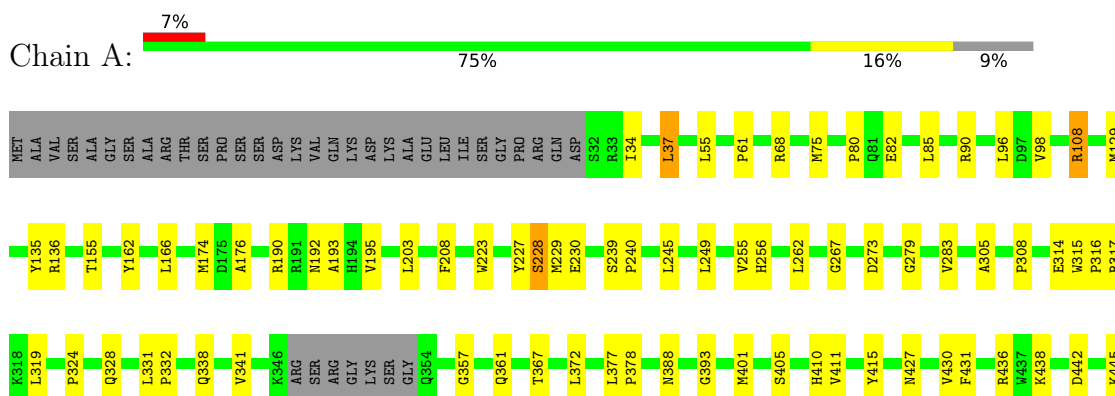 7%
Chain A:
75% 16% 9%
MET ALA VAL SER ALA GLY SER ALA ARG THR SER PRO SER SER ASP LYS VAL GLN LYS ASP LYS ALA GLU LEU ILE SER GLY PRO ARG GLN ASP S32 R33 I34 L37 L55 P61 R68 M75 P80 Q81 E82 L85 R90 L96 D97 V98 R108 M129
Y135 R136 T155 Y162 L166 M174 D175 A176 R190 R191 N192 A193 H194 V195 L203 F208 W223 Y227 S228 M229 E230 S239 P240 L245 L249 V255 H256 L262 G267 D273 G279 V283 A305 P308 E314 W315 P316
K318 L319 P324 Q328 L331 P332 Q338 V341 K346 ARG SER ARG GLY LYS SER GLY Q354 G357 Q361 T367 L372 L377 P378 N388 G393 M401 S405 H410 V411 Y415 N427 V430 F431 R436 W437 K438 D442